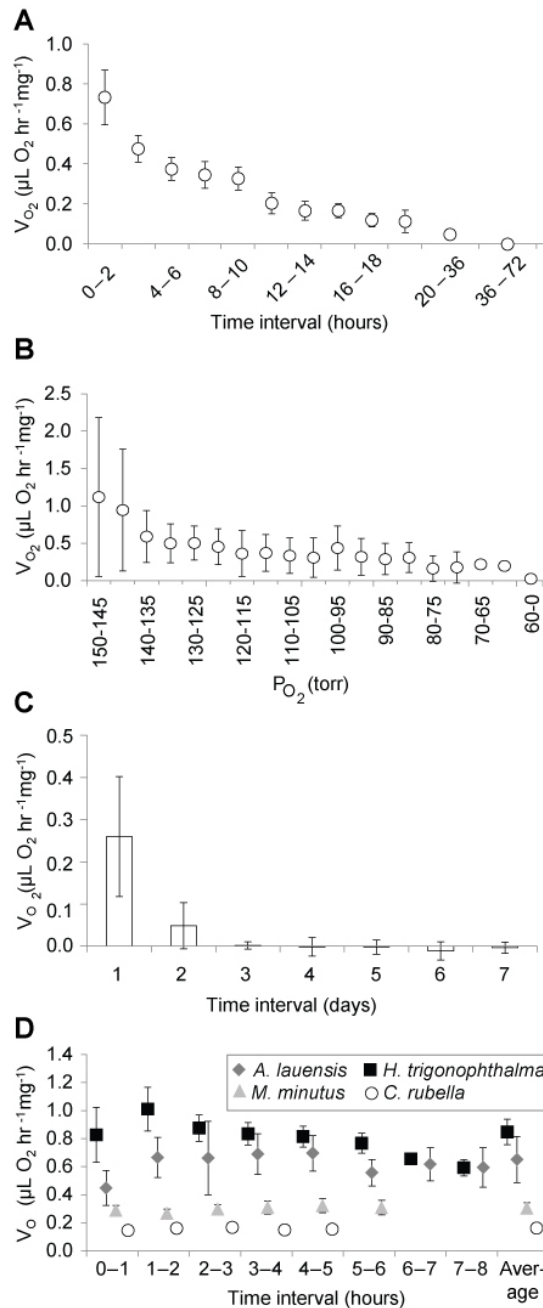 A
V_O₂ (µL O₂ hr⁻¹mg⁻¹)
1.0
0.8
0.6
0.4
0.2
0.0
0–2
4–6
8–10
12–14
16–18
20–36
36–72
Time interval (hours)
B
V_O₂ (µL O₂ hr⁻¹mg⁻¹)
2.5
2.0
1.5
1.0
0.5
0.0
150-145
140-135
130-125
120-115
110-105
100-95
90-85
80-75
70-65
60-0
P_O₂ (torr)
C
V_O₂(µL O₂ hr⁻¹mg⁻¹)
0.5
0.4
0.3
0.2
0.1
0.0
1 2 3 4 5 6 7
Time interval (days)
D
V_O (µL O₂ hr⁻¹mg⁻¹)
1.4
1.2
1.0
0.8
0.6
0.4
0.2
0.0
A. lauensis H. trigonophthalma
M. minutus C. rubella
0–1 1–2 2–3 3–4 4–5 5–6 6–7 7–8 Aver-
age
Time interval (hours)